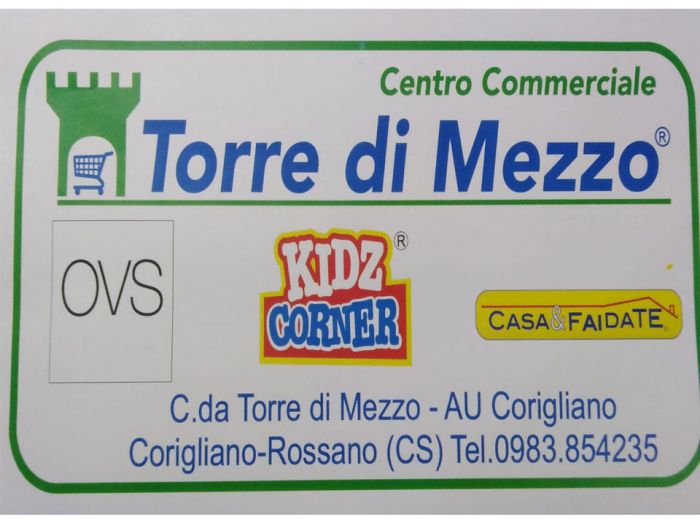 Centro Commerciale
Torre di Mezzo®
OVS
KIDZ ®
CORNER
CASA&FAIDATE
C.da Torre di Mezzo - AU Corigliano
Corigliano-Rossano (CS) Tel.0983.854235